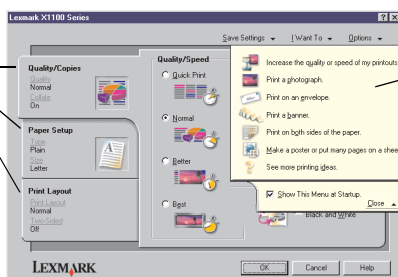 Lexmark X1100 Series
Save Settings
I Want To
Options
Quality/Copies
Quality
Normal
Collate
On
Paper Setup
Type
Plain
Size
Letter
Print Layout
Print Layout
Normal
Two-Sided
Off
Quality/Speed
Quick Print
Normal
Better
Best
Increase the quality or speed of my printouts
Print a photograph.
Print on an envelope.
Print a banner.
Print on both sides of the paper.
Make a poster or put many pages on a shee
See more printing ideas.
Show This Menu at Startup.
Close
Black and White
LEXMARK
OK
Cancel
Help